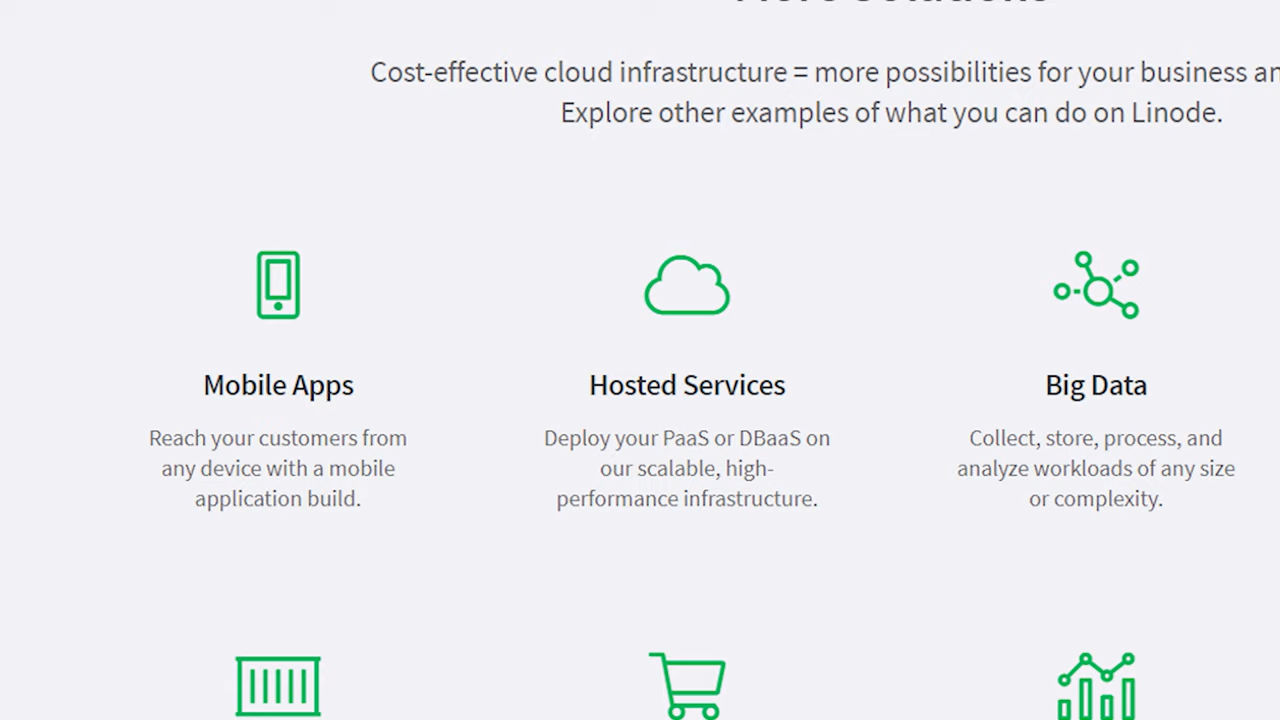 More Solutions
Cost-effective cloud infrastructure = more possibilities for your business
Explore other examples of what you can do on Linode.
Mobile Apps
Reach your customers from
any device with a mobile
application build.
Hosted Services
Deploy your PaaS or DBaaS on
our scalable, high-
performance infrastructure.
Big Data
Collect, store, process, and
analyze workloads of any size
or complexity.